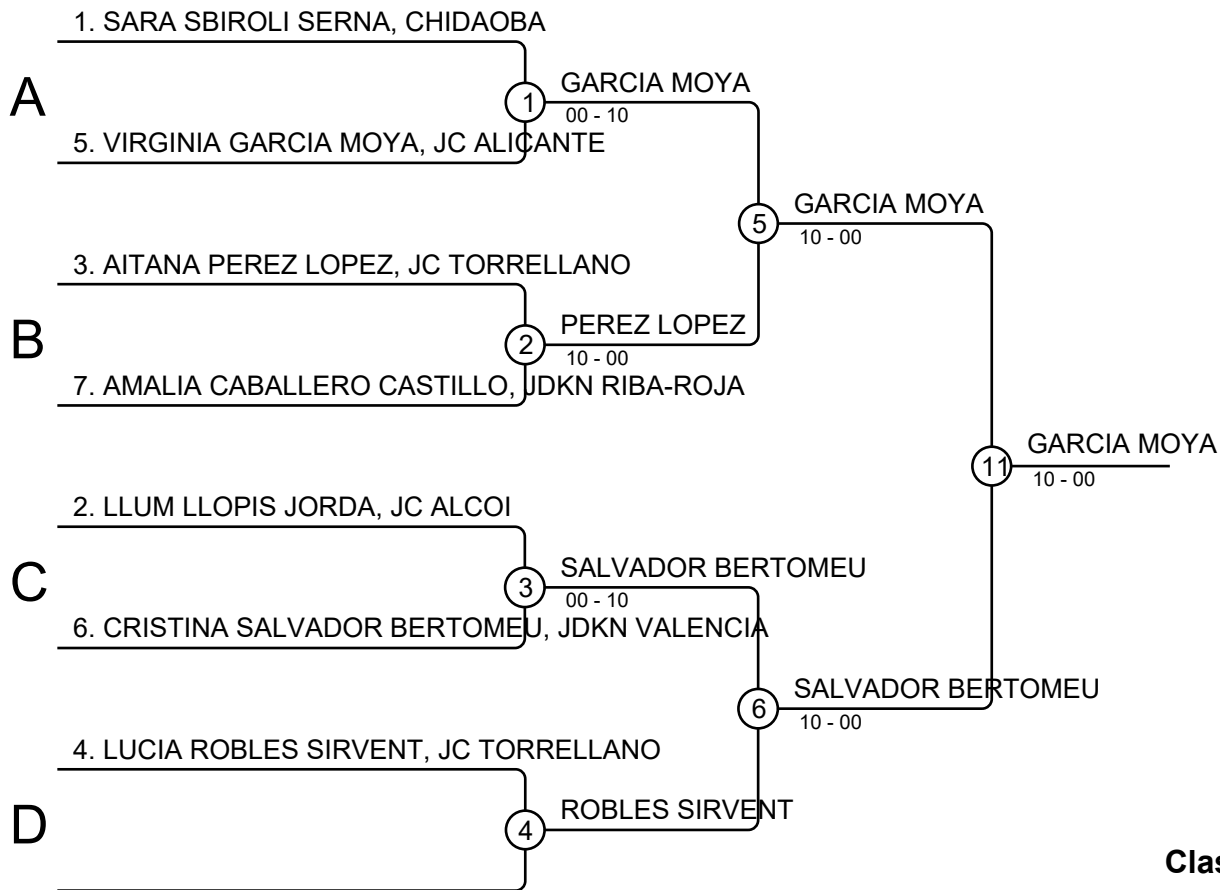 1. SARA SBIROLI SERNA, CHIDAOBA
A
1
GARCIA MOYA
00 - 10
5. VIRGINIA GARCIA MOYA, JC ALICANTE
5
GARCIA MOYA
10 - 00
3. AITANA PEREZ LOPEZ, JC TORRELLANO
B
2
PEREZ LOPEZ
10 - 00
7. AMALIA CABALLERO CASTILLO, JDKN RIBA-ROJA
11
GARCIA MOYA
10 - 00
2. LLUM LLOPIS JORDA, JC ALCOI
C
3
SALVADOR BERTOMEU
00 - 10
6. CRISTINA SALVADOR BERTOMEU, JDKN VALENCIA
6
SALVADOR BERTOMEU
10 - 00
4. LUCIA ROBLES SIRVENT, JC TORRELLANO
D
4
ROBLES SIRVENT
Clas